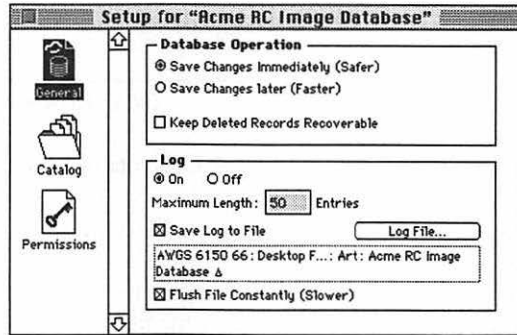 Setup for "Acme RC Image Database"
General
Catalog
Permissions
Database Operation
Save Changes Immediately (Safer)
Save Changes later (Faster)
Keep Deleted Records Recoverable
Log
On Off
Maximum Length: 50 Entries
Save Log to File Log File...
AWGS 6150 66: Desktop F...: Art: Acme RC Image
Database Δ
Flush File Constantly (Slower)